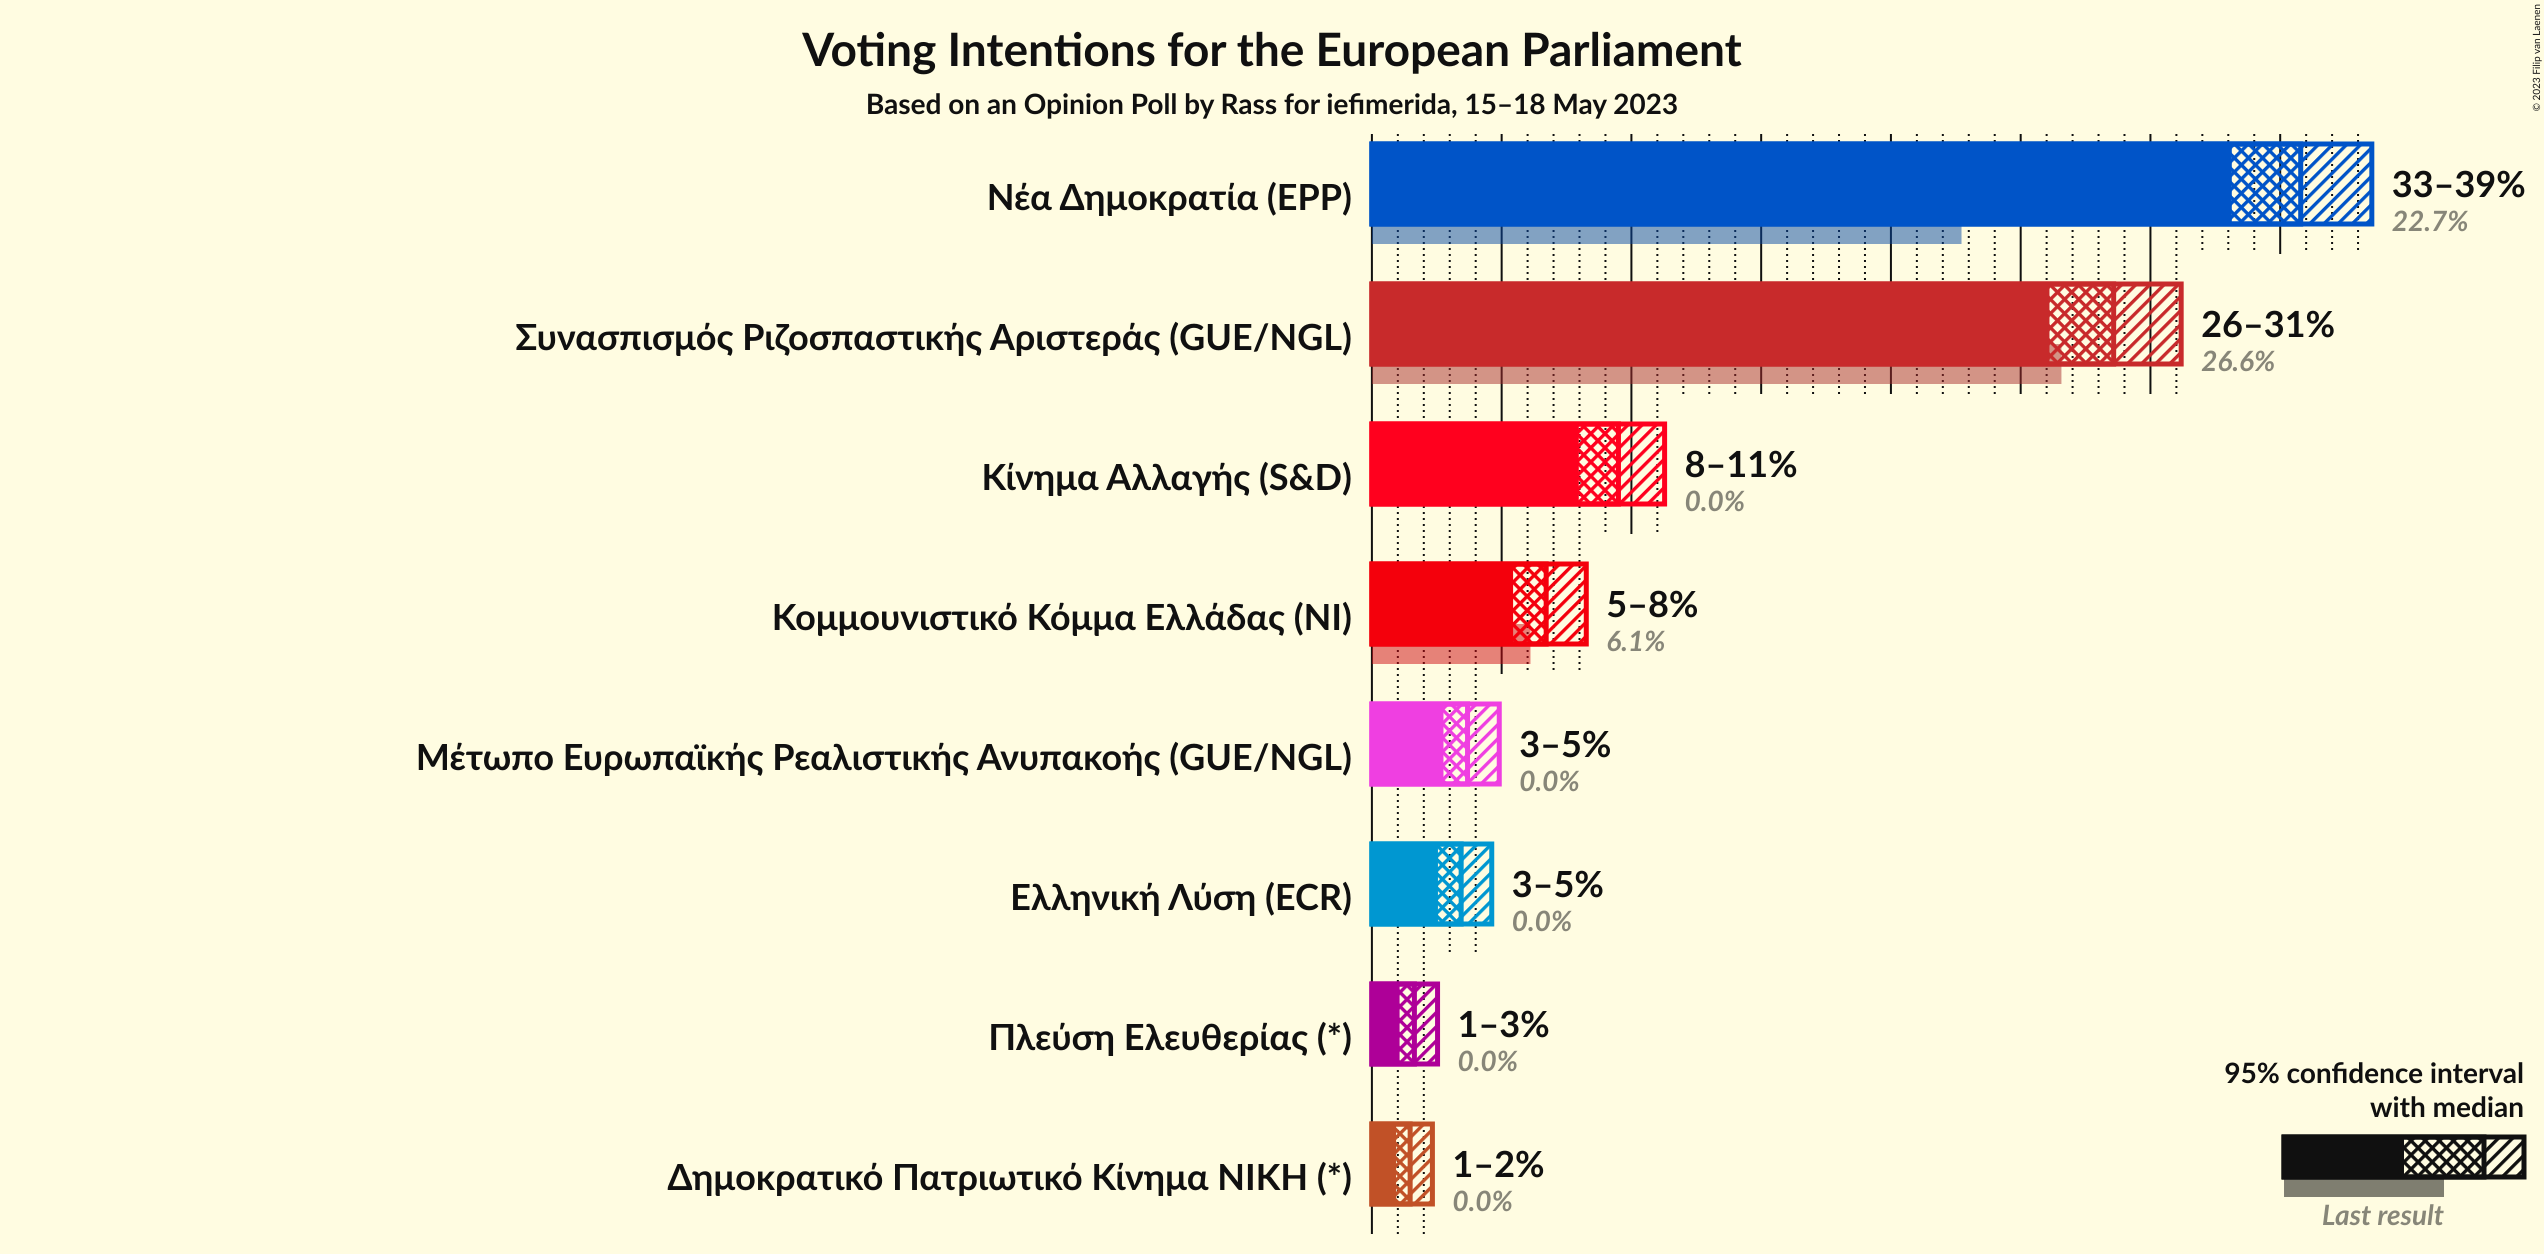 Voting Intentions for the European Parliament
Based on an Opinion Poll by Rass for iefimerida, 15–18 May 2023
© 2023 Filip van Laenen
Νέα Δημοκρατία (EPP)
33–39%
22.7%
Συνασπισμός Ριζοσπαστικής Αριστεράς (GUE/NGL)
26–31%
26.6%
Κίνημα Αλλαγής (S&D)
8–11%
0.0%
Κομμουνιστικό Κόμμα Ελλάδας (NI)
5–8%
6.1%
Μέτωπο Ευρωπαϊκής Ρεαλιστικής Ανυπακοής (GUE/NGL)
3–5%
0.0%
Ελληνική Λύση (ECR)
3–5%
0.0%
Πλεύση Ελευθερίας (*)
1–3%
0.0%
Δημοκρατικό Πατριωτικό Κίνημα ΝΙΚΗ (*)
1–2%
0.0%
95% confidence interval
with median
Last result